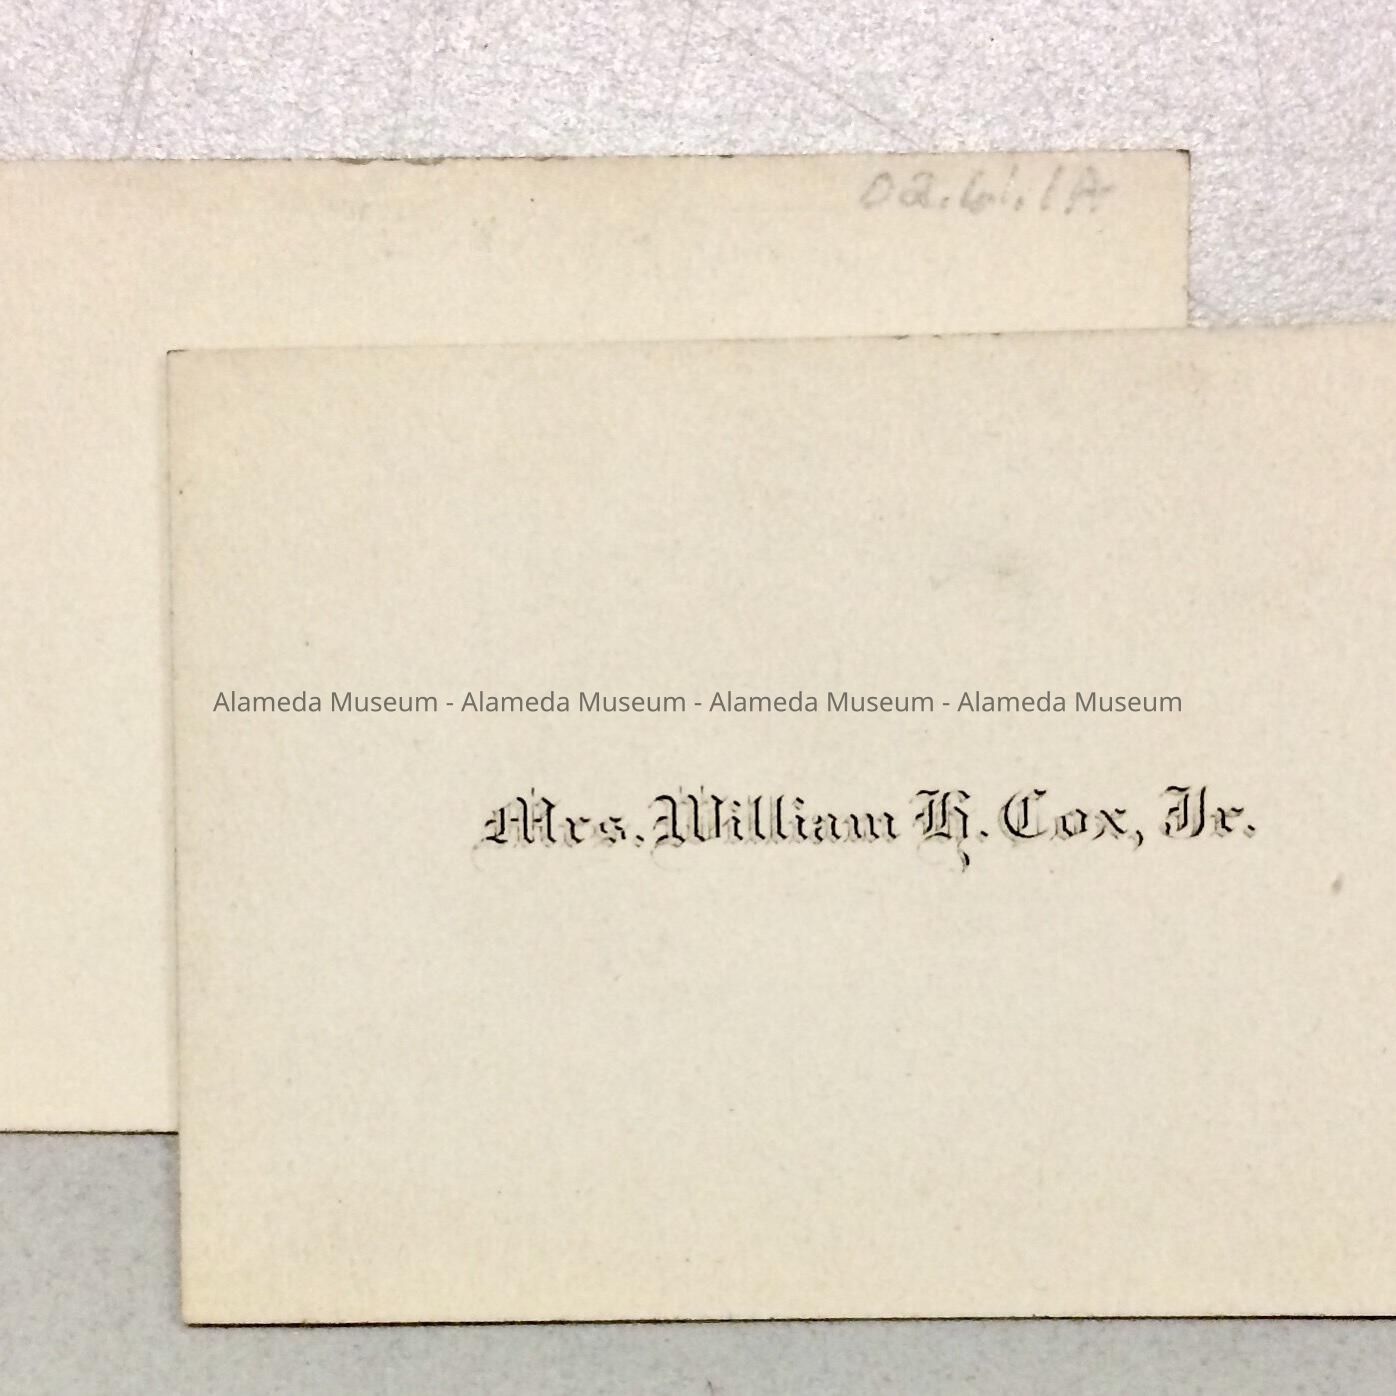 02.61.1A
Alameda Museum - Alameda Museum - Alameda Museum - Alameda Museum
Mrs. William H. Cox, Jr.